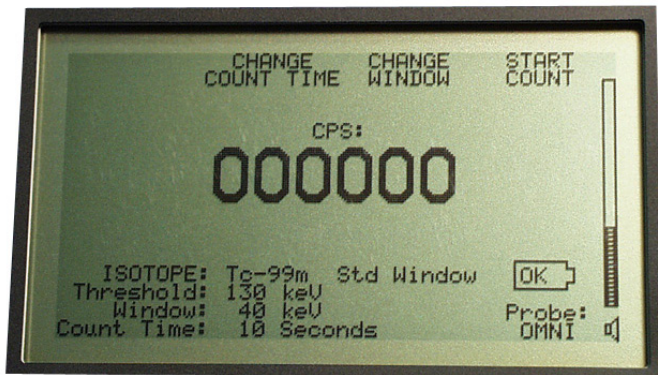 CHANGE COUNT TIME
CHANGE WINDOW
START COUNT
CPS:
000000
ISOTOPE: Tc-99m Std Window
Threshold: 130 keV
Window: 40 keV
Count Time: 10 Seconds
OK
Probe:
OMNI